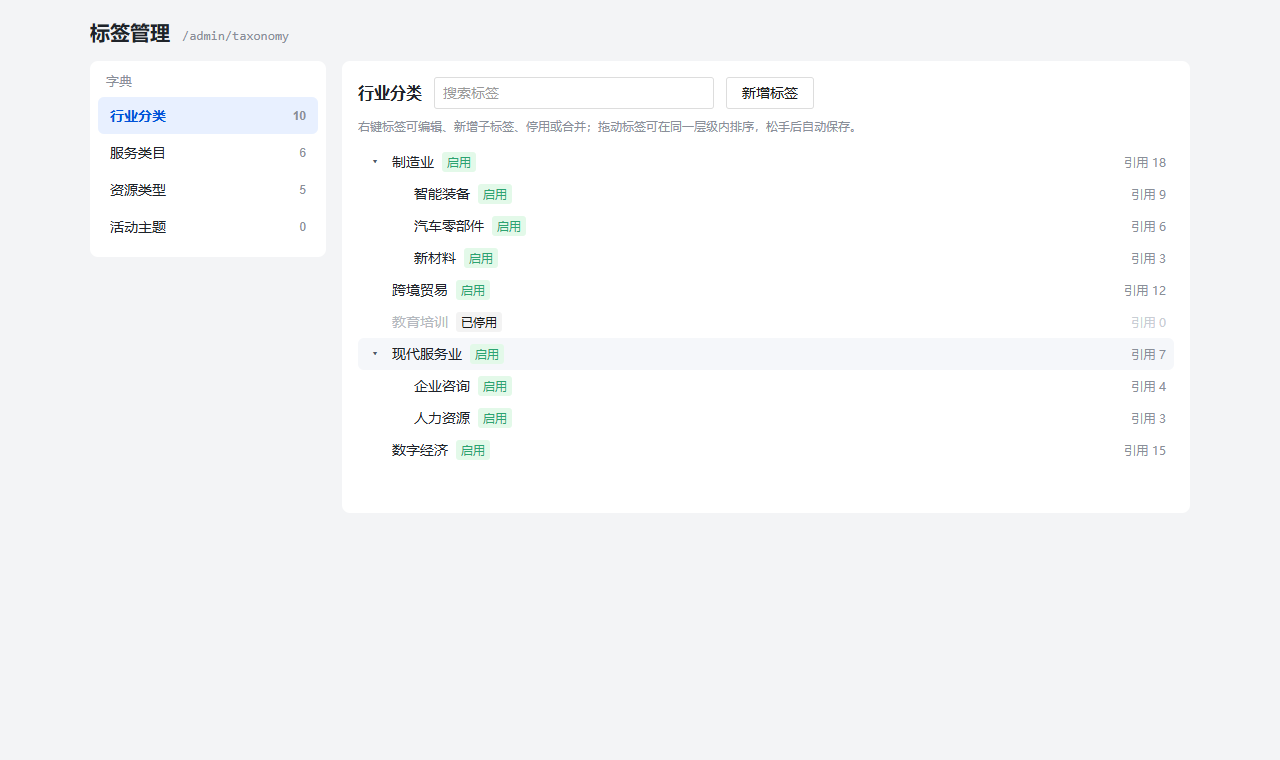 标签管理 /admin/taxonomy
字典
行业分类 10
服务类目 6
资源类型 5
活动主题 0
行业分类 搜索标签 新增标签
右键标签可编辑、新增子标签、停用或合并；拖动标签可在同一层级内排序，松手后自动保存。
制造业 启用 引用 18
智能装备 启用 引用 9
汽车零部件 启用 引用 6
新材料 启用 引用 3
跨境贸易 启用 引用 12
教育培训 已停用 引用 0
现代服务业 启用 引用 7
企业咨询 启用 引用 4
人力资源 启用 引用 3
数字经济 启用 引用 15